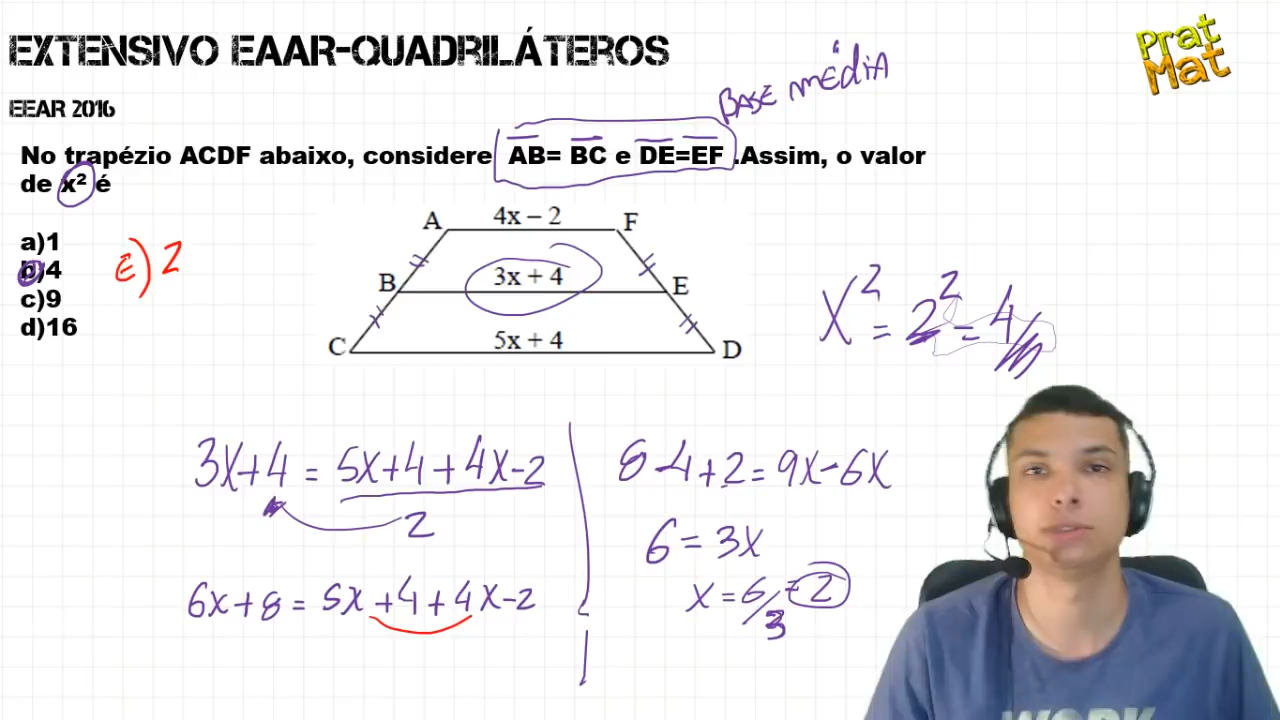 EXTENSIVO EAAR-QUADRILÁTEROS
Prat
Mat
BASE MÉDIA
EEAR 2016
No trapézio ACDF abaixo, considere AB= BC e DE=EF .Assim, o valor
de x² é
a)1
b)4
c)9
d)16
E) 2
A 4x – 2 F
B 3x + 4 E
C 5x + 4 D
X² = 2² = 4
3X+4 = 5X+4+4X-2
2
6X+8 = 5X+4+4X-2
8-4+2=9X-6X
6=3X
X=6/3=2
WORK